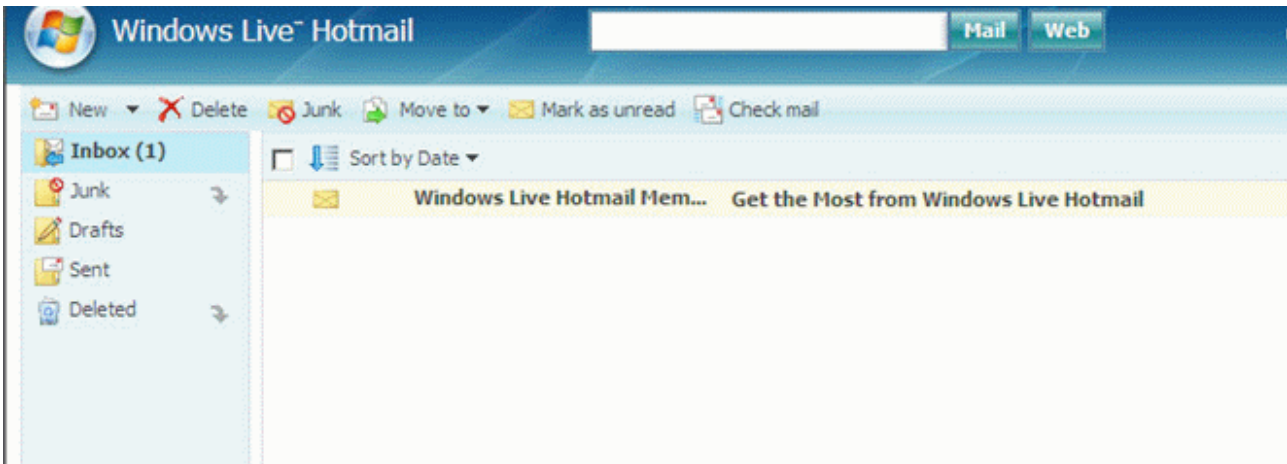 Windows Live™ Hotmail
Mail Web
New Delete Junk Move to Mark as unread Check mail
Inbox (1)
Sort by Date
Junk
Windows Live Hotmail Mem... Get the Most from Windows Live Hotmail
Drafts
Sent
Deleted